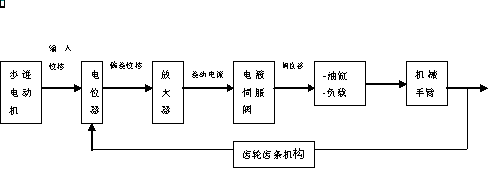 输 入
位移
偏差位移
差动电流
阀位移
步进
电动
机
电
位
器
放
大
器
电液
伺服
阀
-油缸
-负载
机械
手臂
齿轮齿条机构